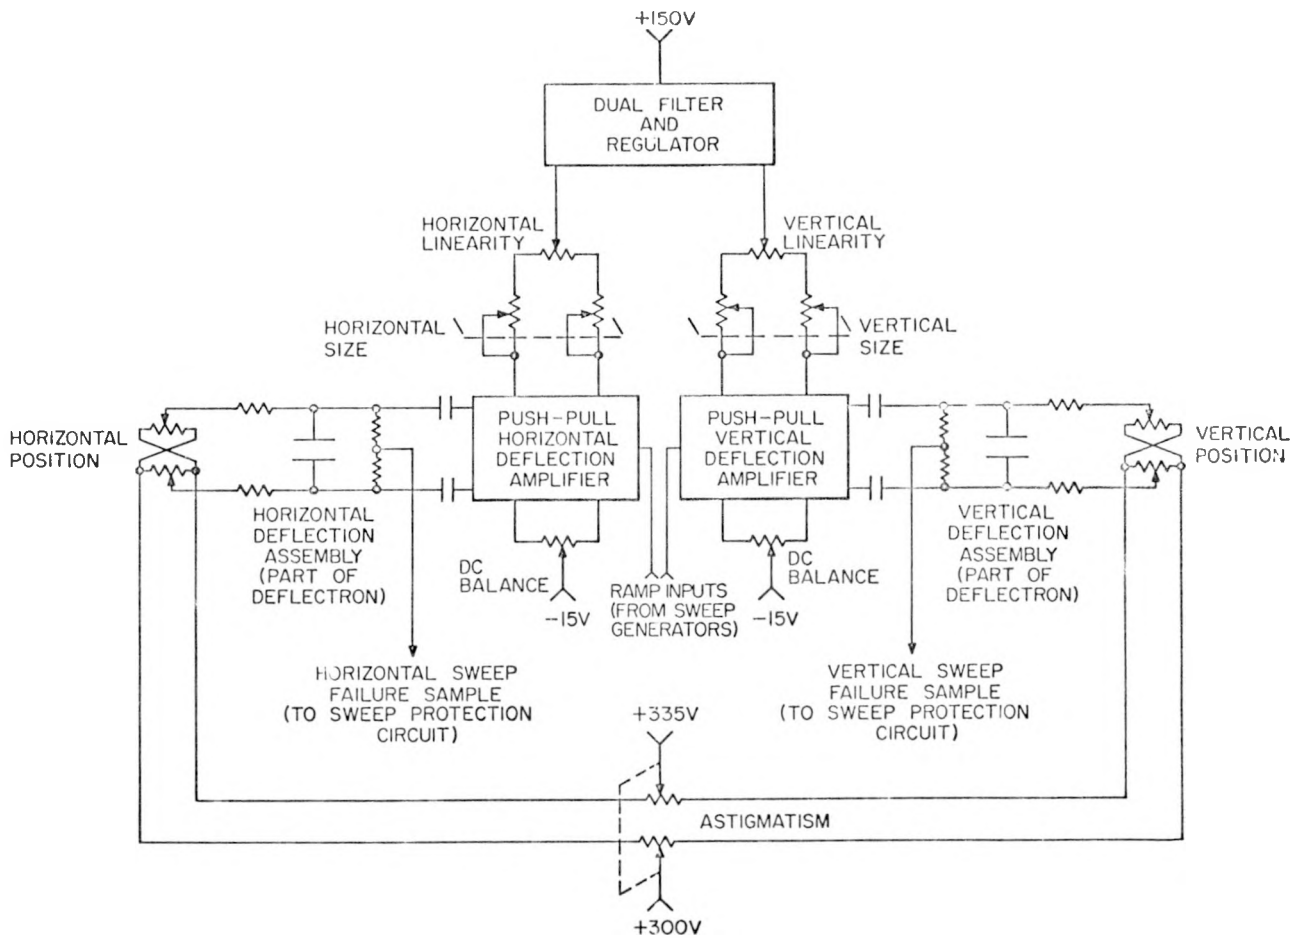 +150V
DUAL FILTER
AND
REGULATOR
HORIZONTAL
LINEARITY
VERTICAL
LINEARITY
HORIZONTAL
SIZE
VERTICAL
SIZE
HORIZONTAL
POSITION
PUSH-PULL
HORIZONTAL
DEFLECTION
AMPLIFIER
PUSH-PULL
VERTICAL
DEFLECTION
AMPLIFIER
VERTICAL
POSITION
HORIZONTAL
DEFLECTION
ASSEMBLY
(PART OF
DEFLECTRON)
DC
BALANCE
-15V
RAMP INPUTS
(FROM SWEEP
GENERATORS)
DC
BALANCE
-15V
VERTICAL
DEFLECTION
ASSEMBLY
(PART OF
DEFLECTRON)
HORIZONTAL SWEEP
FAILURE SAMPLE
(TO SWEEP PROTECTION
CIRCUIT)
VERTICAL SWEEP
FAILURE SAMPLE
(TO SWEEP PROTECTION
CIRCUIT)
+335V
ASTIGMATISM
+300V